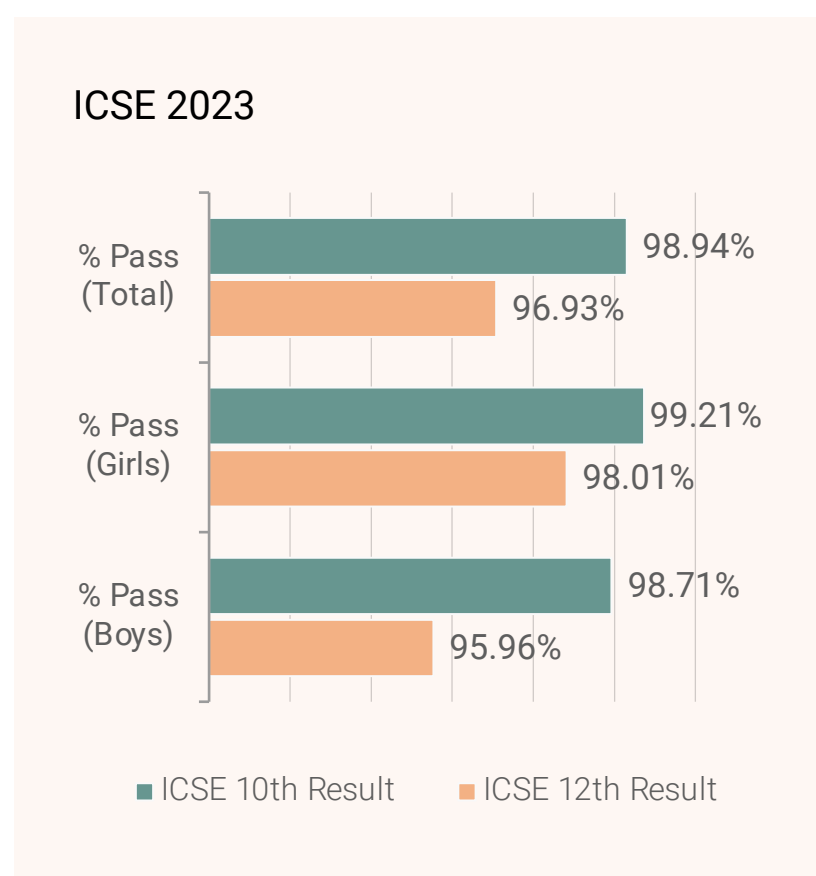 ICSE 2023
% Pass
(Total)
98.94%
96.93%
% Pass
(Girls)
99.21%
98.01%
% Pass
(Boys)
98.71%
95.96%
ICSE 10th Result
ICSE 12th Result